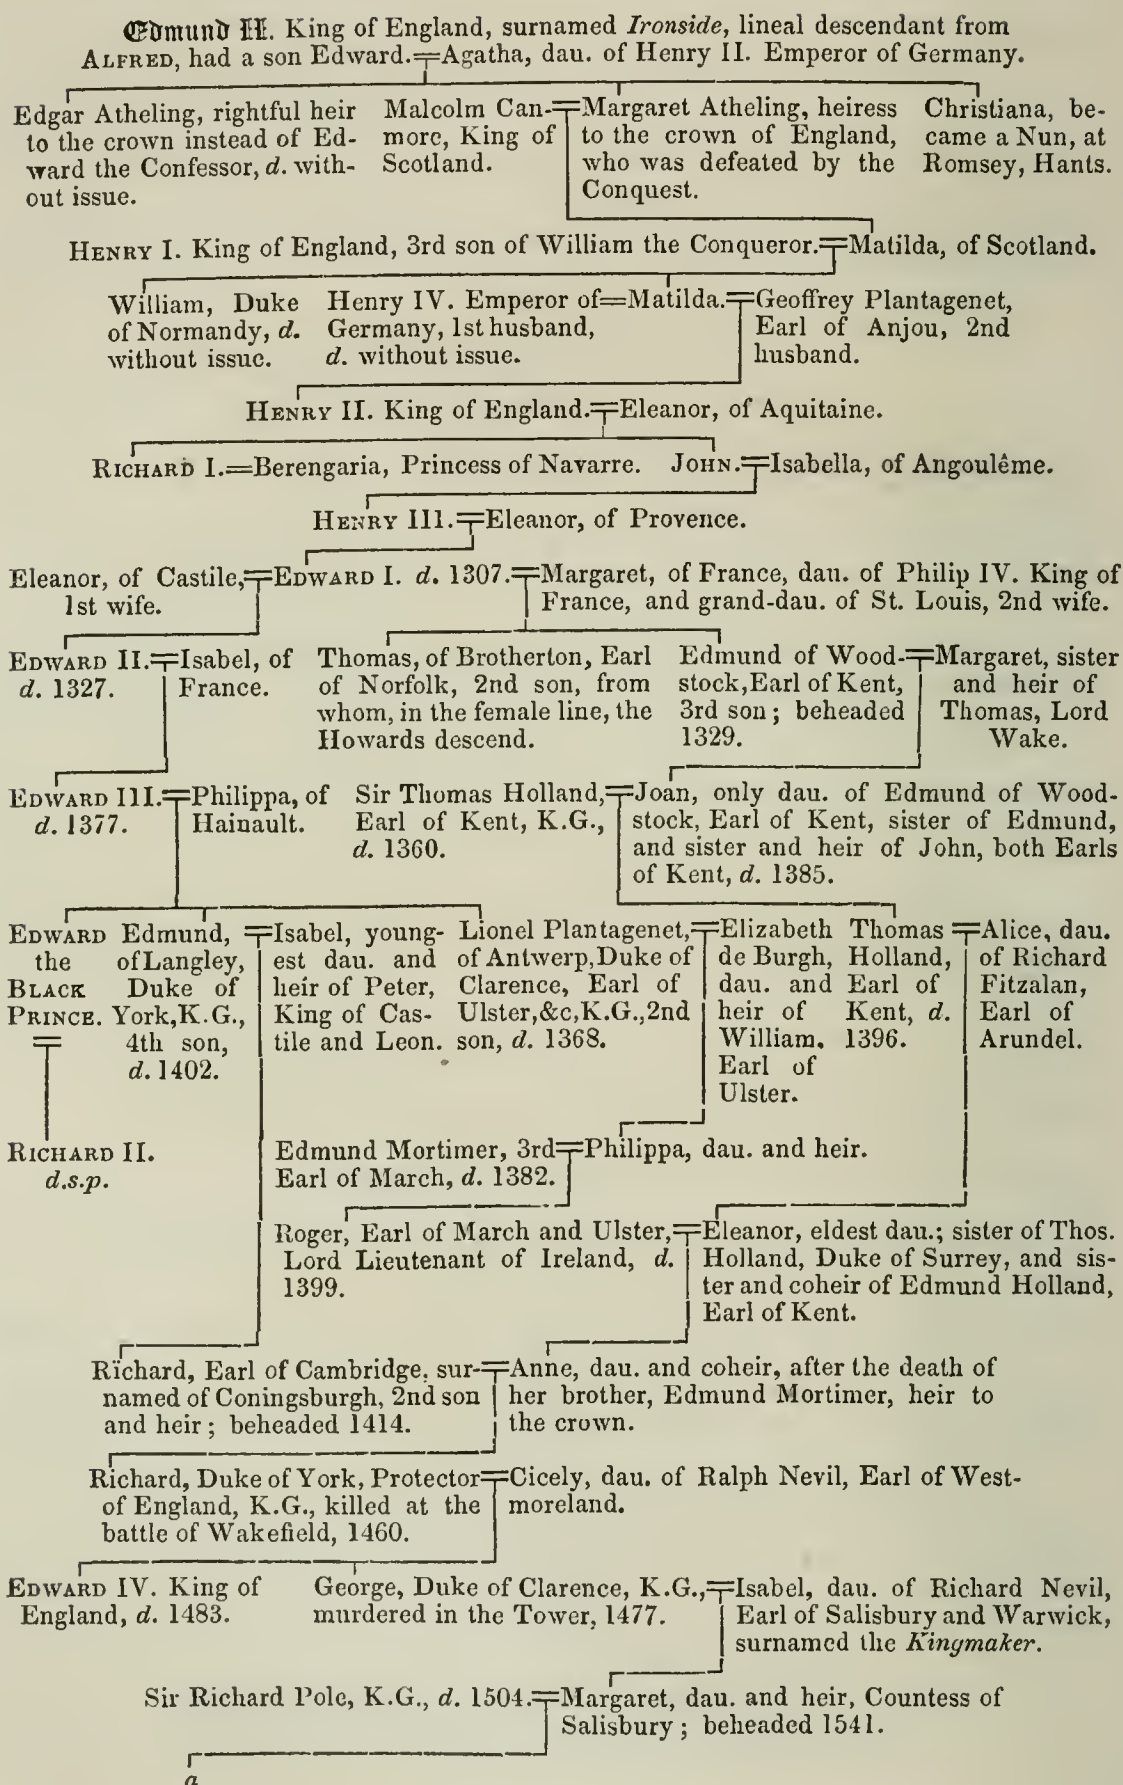 Edmund II. King of England, surnamed Ironside, lineal descendant from
ALFRED, had a son Edward.=Agatha, dau. of Henry II. Emperor of Germany.
Edgar Atheling, rightful heir
to the crown instead of Ed-
ward the Confessor, d. with-
out issue.
Malcolm Can-
more, King of
Scotland.
=Margaret Atheling, heiress
to the crown of England,
who was defeated by the
Conquest.
Christiana, be-
came a Nun, at
Romsey, Hants.
HENRY I. King of England, 3rd son of William the Conqueror.=Matilda, of Scotland.
William, Duke
of Normandy, d.
without issue.
Henry IV. Emperor of=Matilda.=Geoffrey Plantagenet,
Germany, 1st husband,
d. without issue.
Earl of Anjou, 2nd
husband.
HENRY II. King of England.=Eleanor, of Aquitaine.
RICHARD I.=Berengaria, Princess of Navarre. JOHN.=Isabella, of Angoulême.
HENRY III.=Eleanor, of Provence.
Eleanor, of Castile,=EDWARD I. d. 1307.=Margaret, of France, dau. of Philip IV. King of
1st wife.
France, and grand-dau. of St. Louis, 2nd wife.
EDWARD II.=Isabel, of
d. 1327. France.
Thomas, of Brotherton, Earl
of Norfolk, 2nd son, from
whom, in the female line, the
Howards descend.
Edmund of Wood-
stock, Earl of Kent,
3rd son; beheaded
1329.
=Margaret, sister
and heir of
Thomas, Lord
Wake.
EDWARD III.=Philippa, of
d. 1377. Hainault.
Sir Thomas Holland,
Earl of Kent, K.G.,
d. 1360.
=Joan, only dau. of Edmund of Wood-
stock, Earl of Kent, sister of Edmund,
and sister and heir of John, both Earls
of Kent, d. 1385.
EDWARD
the
BLACK
PRINCE.
=
Edmund,
of Langley,
Duke of
York, K.G.,
4th son,
d. 1402.
=Isabel, young-
est dau. and
heir of Peter,
King of Cas-
tile and Leon.
Lionel Plantagenet,
of Antwerp, Duke of
Clarence, Earl of
Ulster, &c, K.G., 2nd
son, d. 1368.
=Elizabeth
de Burgh,
dau. and
heir of
William,
Earl of
Ulster.
Thomas
Holland,
Earl of
Kent, d.
1396.
=Alice, dau.
of Richard
Fitzalan,
Earl of
Arundel.
RICHARD II.
d.s.p.
Edmund Mortimer, 3rd=Philippa, dau. and heir.
Earl of March, d. 1382.
Roger, Earl of March and Ulster,
Lord Lieutenant of Ireland, d.
1399.
=Eleanor, eldest dau.; sister of Thos.
Holland, Duke of Surrey, and sis-
ter and coheir of Edmund Holland,
Earl of Kent.
Richard, Earl of Cambridge, sur-
named of Coningsburgh, 2nd son
and heir; beheaded 1414.
=Anne, dau. and coheir, after the death of
her brother, Edmund Mortimer, heir to
the crown.
Richard, Duke of York, Protector
of England, K.G., killed at the
battle of Wakefield, 1460.
=Cicely, dau. of Ralph Nevil, Earl of West-
moreland.
EDWARD IV. King of
England, d. 1483.
George, Duke of Clarence, K.G.,
murdered in the Tower, 1477.
=Isabel, dau. of Richard Nevil,
Earl of Salisbury and Warwick,
surnamed the Kingmaker.
Sir Richard Pole, K.G., d. 1504.=Margaret, dau. and heir, Countess of
Salisbury; beheaded 1541.
a